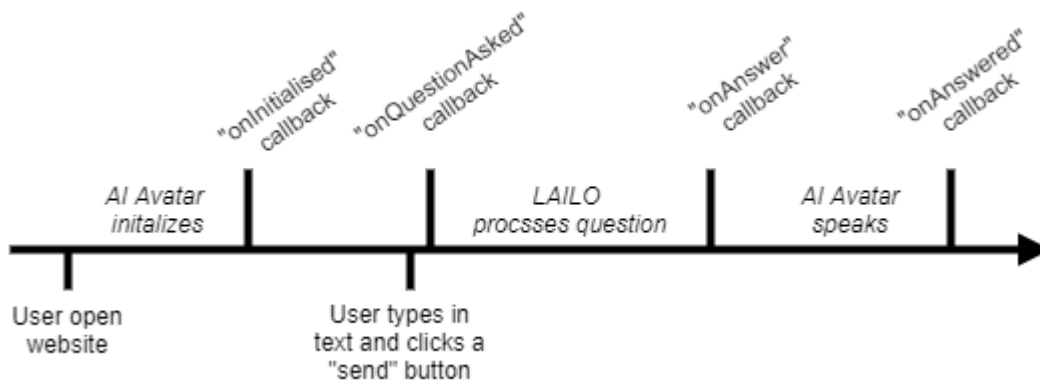 "onInitialised"
callback
"onQuestionAsked"
callback
"onAnswer"
callback
"onAnswered"
callback
AI Avatar
initalizes
LAILO
procsses question
AI Avatar
speaks
User open
website
User types in
text and clicks a
"send" button